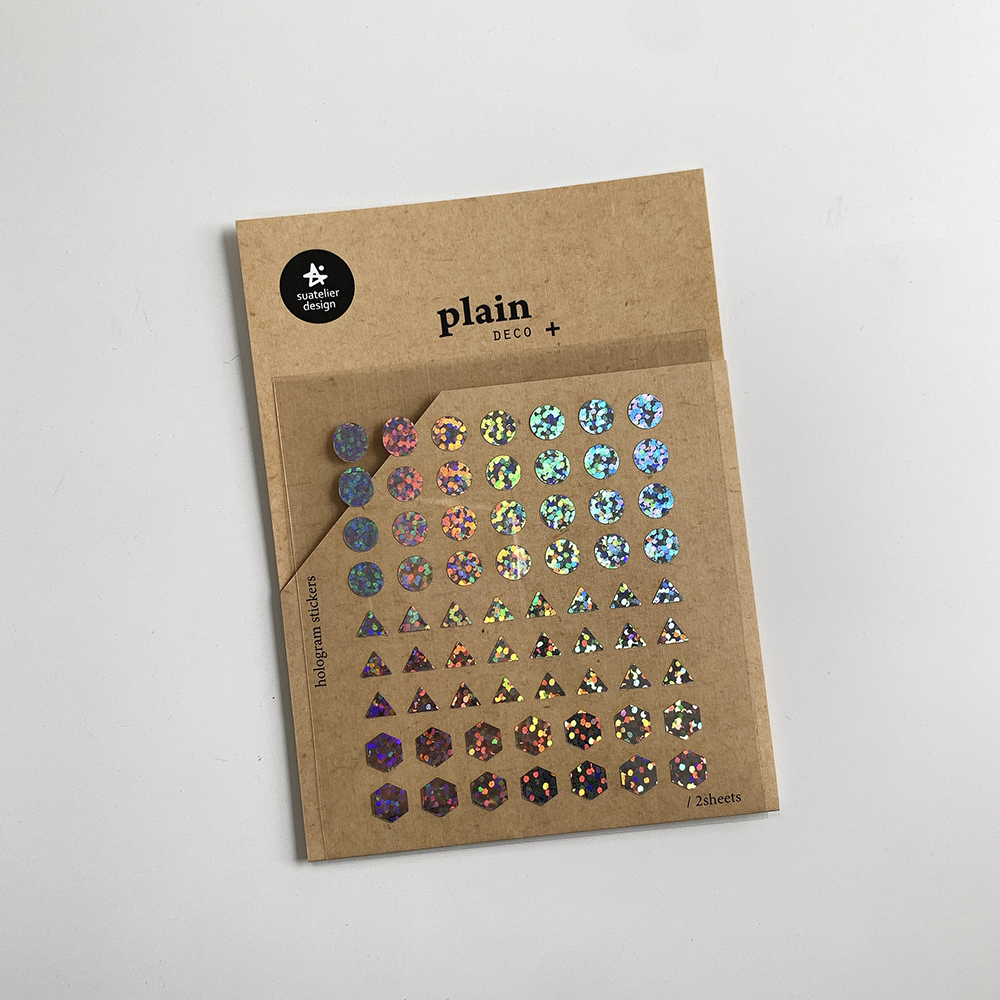 suatelier
design
plain
DECO +
hologram stickers
/ 2sheets